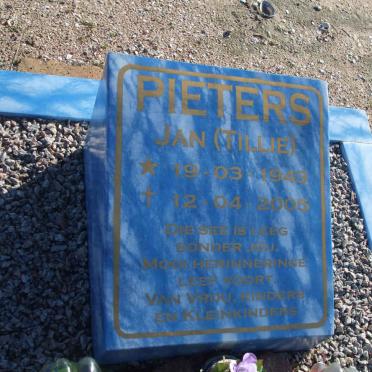 PIETERS
JAN (TILLIE)
★ 19-03-1943
✝ 12-04-2005
DIE SEE IS LEEG
SONDER JOU
MOOI HERINNERINGE
LEEF VOORT
VAN VROU, KINDERS
EN KLEINKINDERS